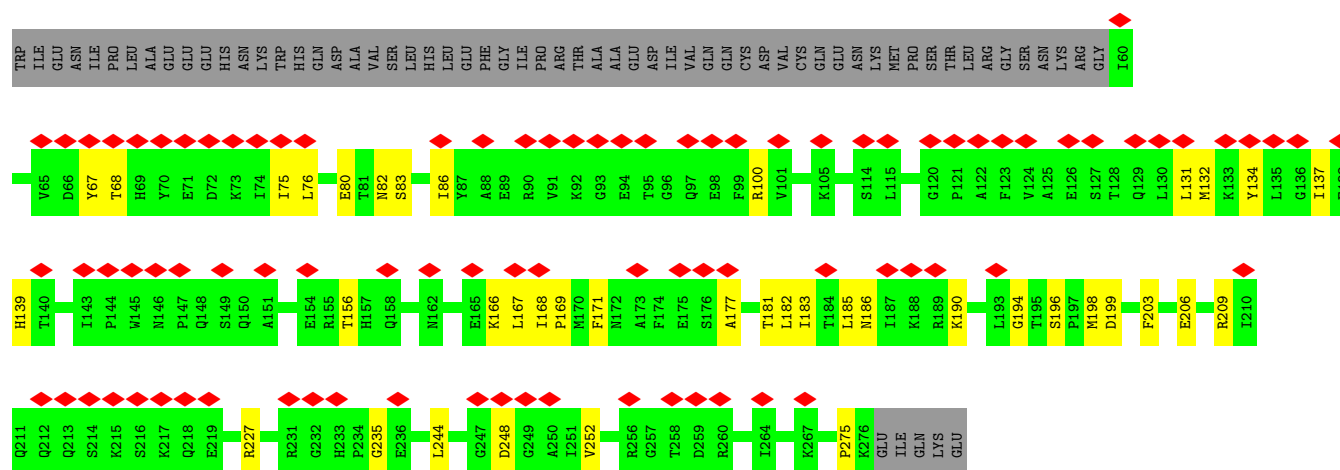 TRP ILE GLU ASN ILE PRO LEU ALA GLU GLU GLU HIS ASN LYS TRP HIS GLN ASP ALA VAL SER LEU HIS LEU GLU PHE GLY ILE PRO ARG THR ALA ALA GLU ASP ILE VAL GLN GLN CYS ASP VAL CYS GLN GLU ASN LYS MET PRO SER THR LEU ARG GLY SER ASN LYS ARG GLY I60
V65 D66 Y67 T68 H69 Y70 E71 D72 K73 I74 I75 L76 E80 T81 N82 S83 I86 Y87 A88 E89 R90 V91 K92 G93 E94 T95 G96 Q97 E98 F99 R100 V101 K105 S114 L115 G120 P121 A122 F123 V124 A125 E126 S127 T128 Q129 L130 L131 M132 K133 Y134 L135 G136 I137
H139 T140 I143 P144 W145 N146 P147 Q148 S149 Q150 A151 E154 R155 T156 H157 Q158 N162 E165 K166 L167 I168 P169 M170 F171 N172 A173 F174 E175 S176 A177 T181 L182 I183 T184 L185 N186 I187 K188 R189 K190 L193 G194 T195 S196 P197 M198 D199 F203 E206 R209 I210
Q211 Q212 Q213 S214 K215 S216 K217 Q218 E219 R227 R231 G232 H233 P234 G235 E236 L244 G247 D248 G249 A250 I251 V252 R256 G257 T258 D259 R260 I264 K267 P275 K276 GLU ILE GLN LYS GLU